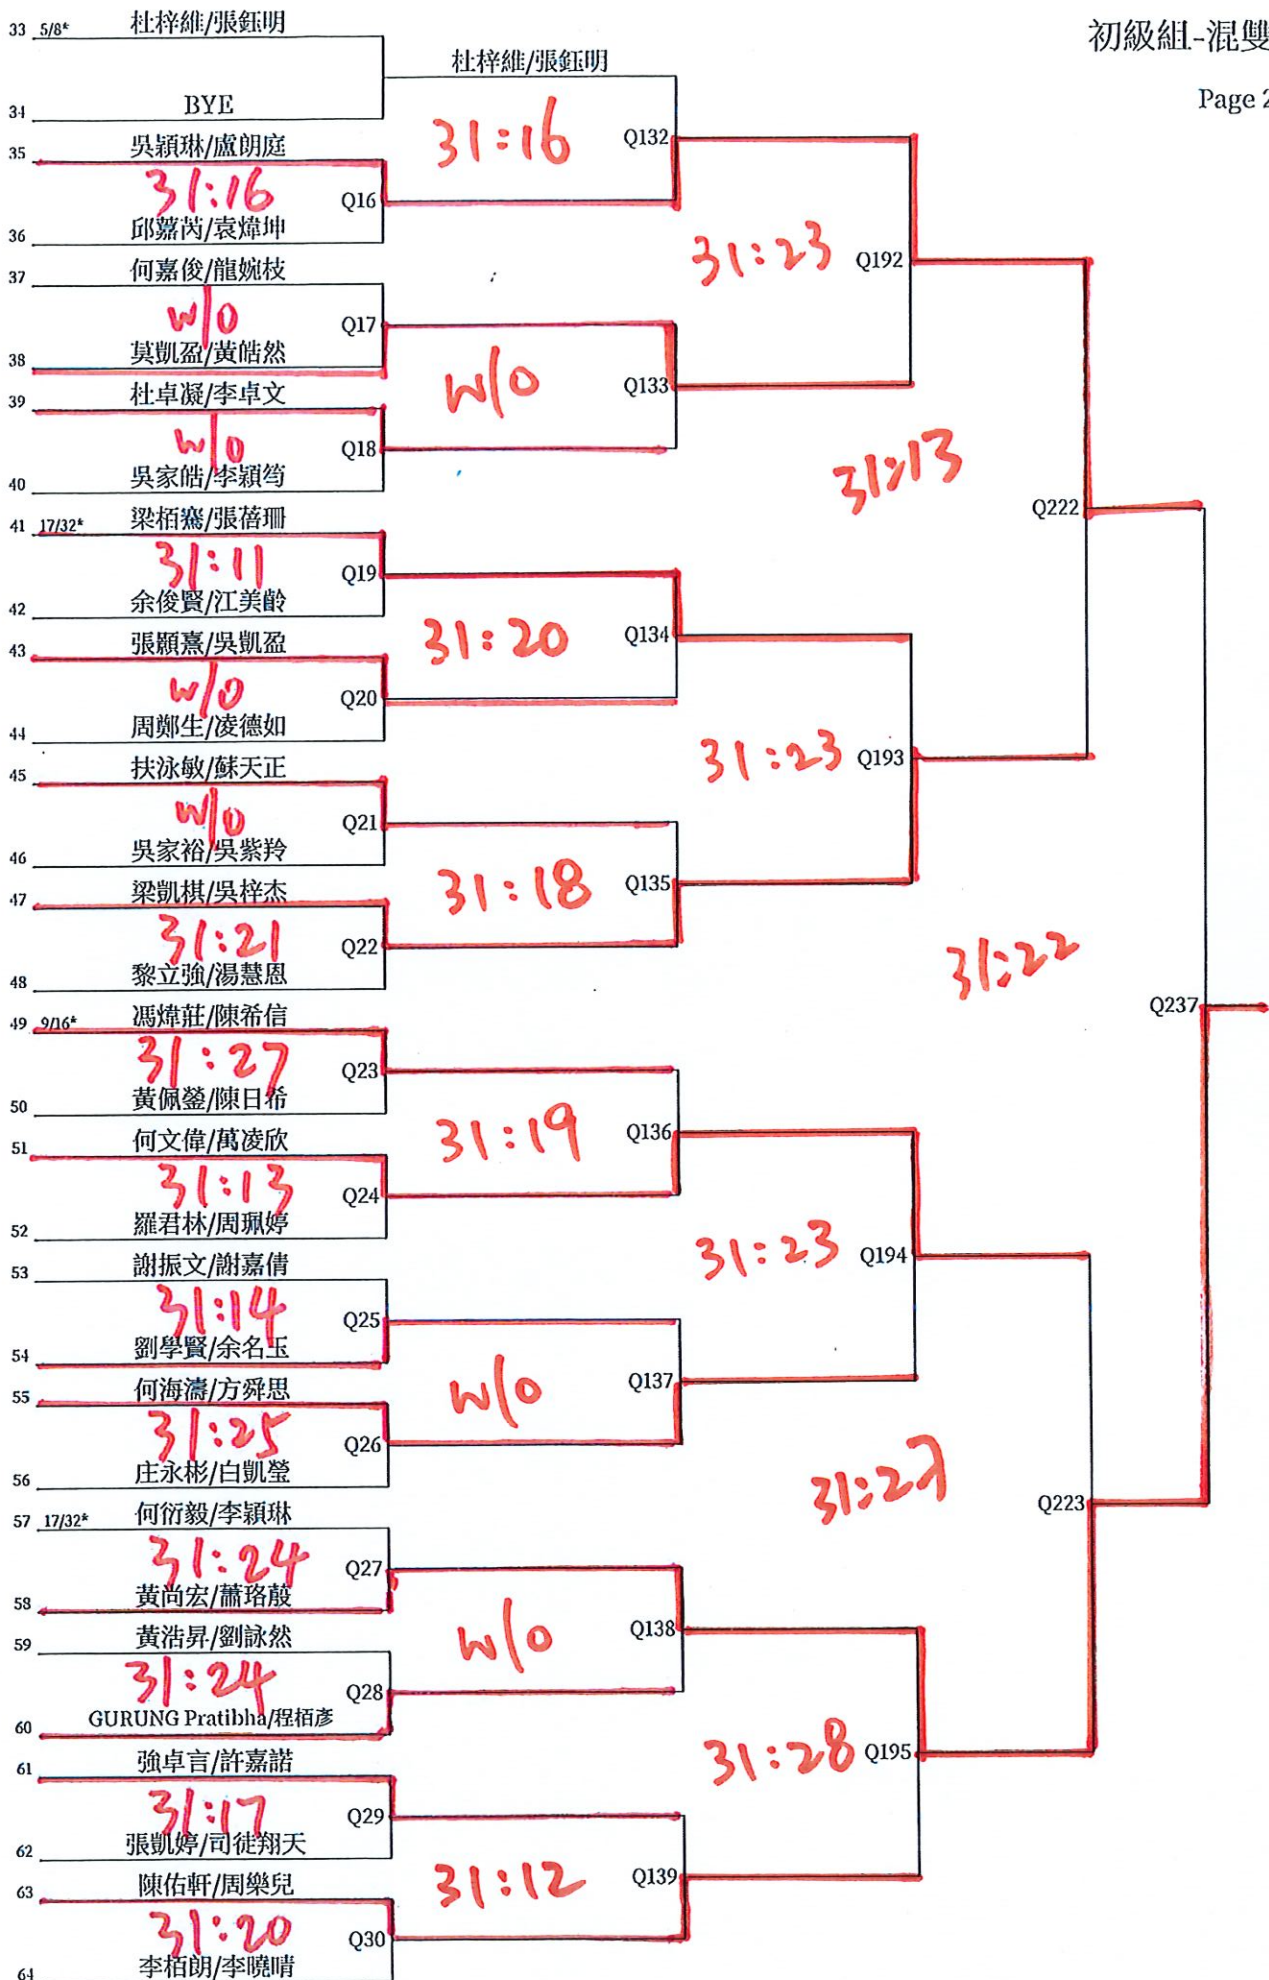 初級組-混雙
Page 2
33 5/8* 杜梓維/張鈺明
杜梓維/張鈺明
34 BYE
31:16
Q132
35 吳穎琳/盧朗庭
31:16
Q16
36 邱嘉芮/袁煒坤
31:23
Q192
37 何嘉俊/龍婉枝
w/o
Q17
38 莫凱盈/黃皓然
w/o
Q133
39 杜卓凝/李卓文
w/o
Q18
40 吳家皓/李穎筠
31:13
Q222
41 17/32* 梁栢騫/張蓓珊
31:11
Q19
42 余俊賢/江美齡
31:20
Q134
43 張顥熹/吳凱盈
w/o
Q20
44 周鄭生/凌德如
31:23
Q193
45 扶泳敏/蘇天正
w/o
Q21
46 吳家裕/吳紫羚
31:18
Q135
47 梁凱棋/吳梓杰
31:21
Q22
48 黎立強/湯慧恩
31:22
Q237
49 9/16* 馮煒莊/陳希信
31:27
Q23
50 黃佩鎣/陳日希
31:19
Q136
51 何文偉/萬凌欣
31:13
Q24
52 羅君林/周珮婷
31:23
Q194
53 謝振文/謝嘉倩
31:14
Q25
54 劉學賢/余名玉
w/o
Q137
55 何海濤/方舜思
31:25
Q26
56 庄永彬/白凱瑩
31:27
Q223
57 17/32* 何衍毅/李穎琳
31:24
Q27
58 黃尚宏/蕭珞殷
w/o
Q138
59 黃浩昇/劉詠然
31:24
Q28
60 GURUNG Pratibha/程栢彥
31:28
Q195
61 強卓言/許嘉諾
31:17
Q29
62 張凱婷/司徒翔天
31:12
Q139
63 陳佑軒/周樂兒
31:20
Q30
64 李栢朗/李曉晴